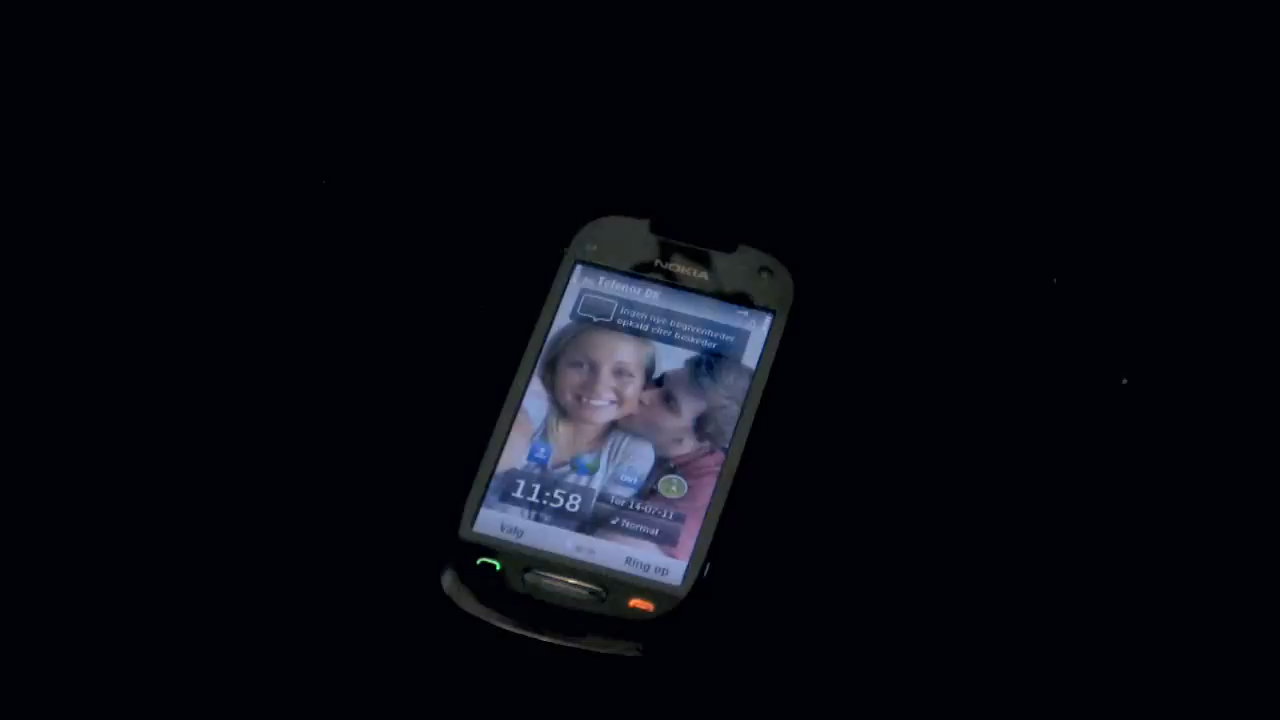 NOKIA
Telenor DK
Ingen nye begivenheder
opkald eller beskeder
Ovi
11:58
Tor 14-07-11
Normal
Valg
Ring op